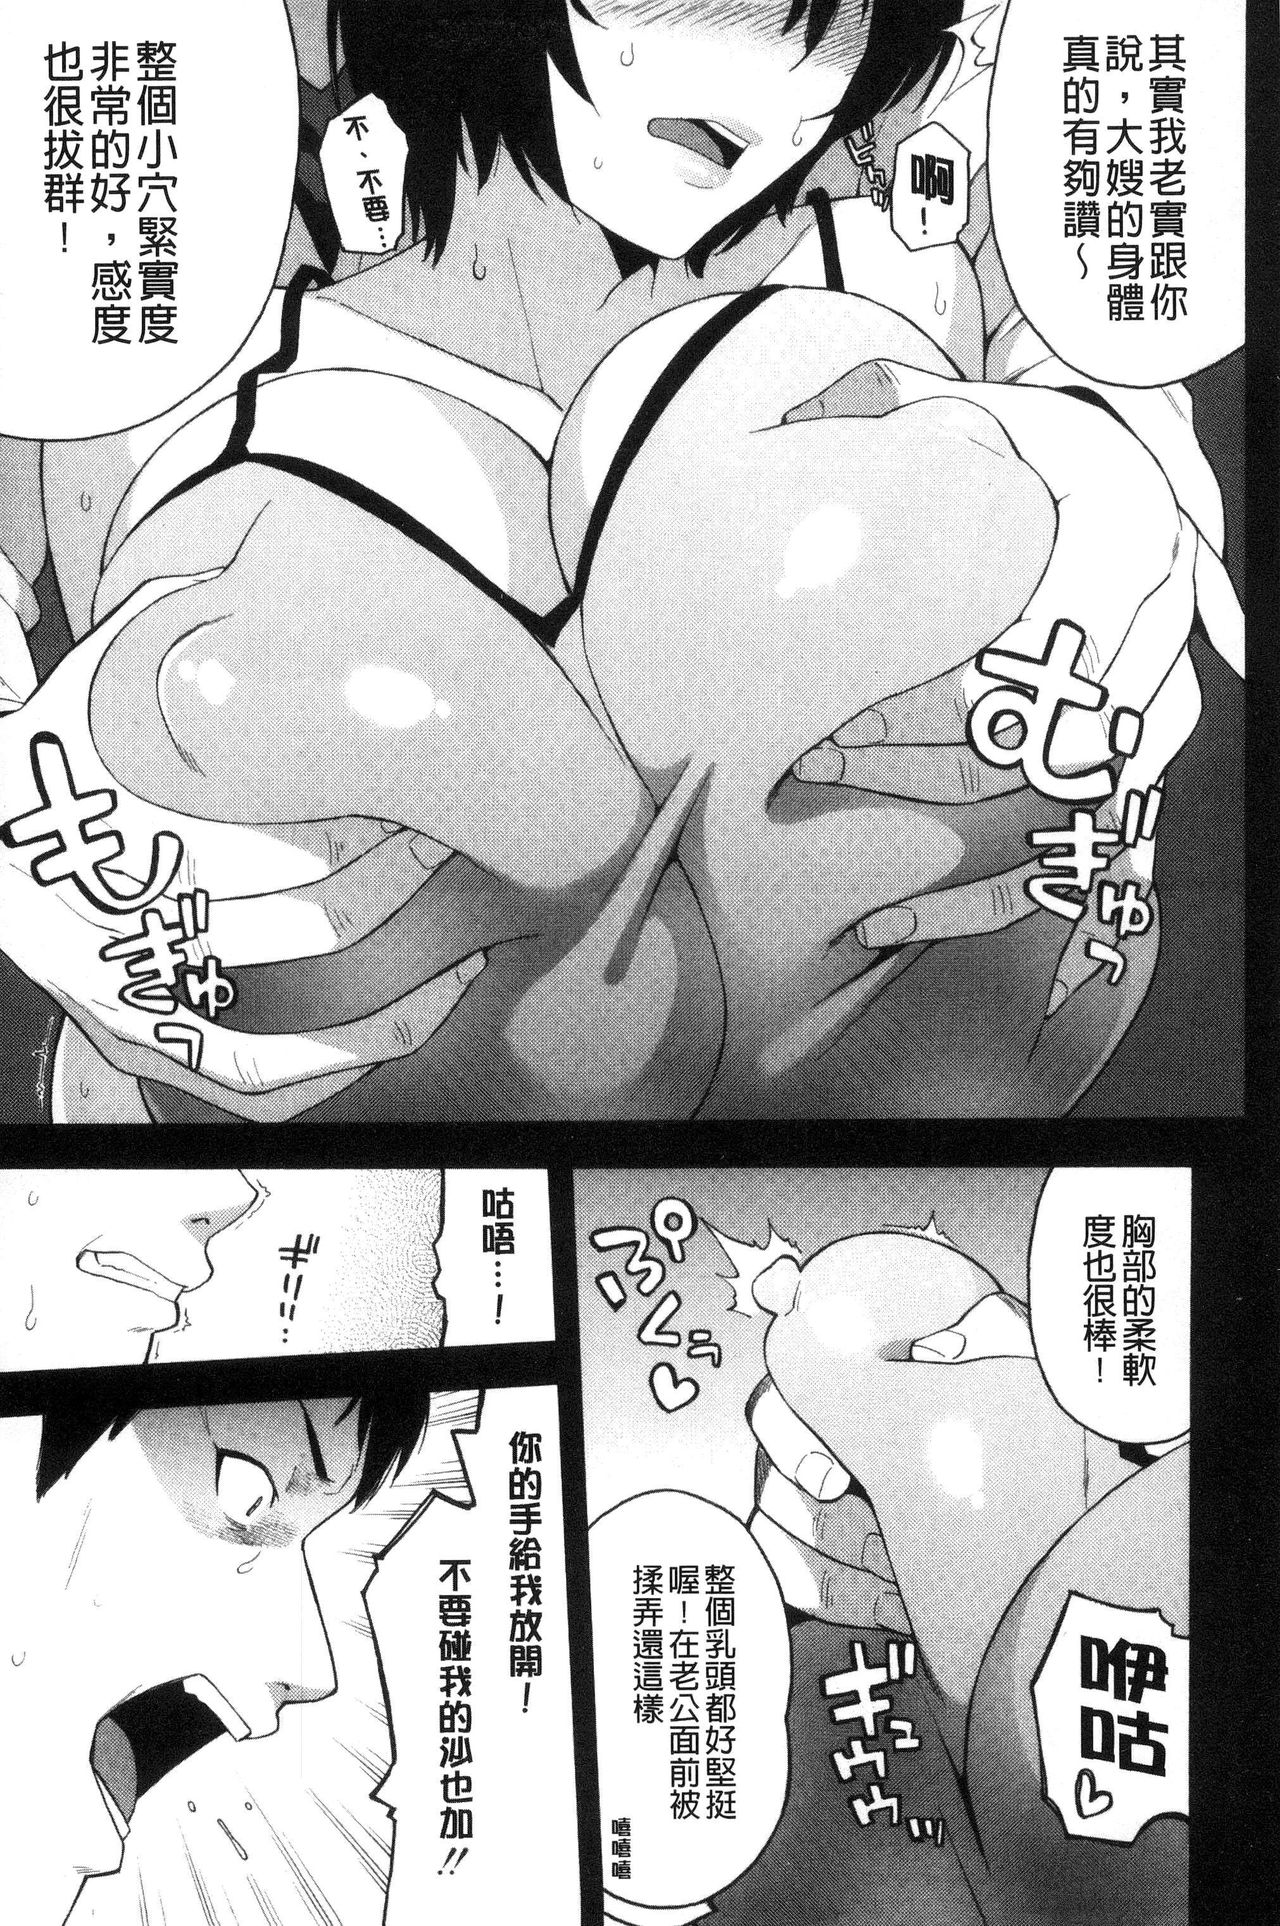 其實我老實跟你
說，大嫂的身體
真的有夠讚～
啊！
不、不要…
整個小穴緊實度
非常的好，感度
也很拔群！
むぎゅっ
もぎゅっ
胸部的柔軟
度也很棒！
ぷくぅ♡
咿咕♡
ギュウウ
整個乳頭都好堅挺
喔！在老公面前被
揉弄還這樣
嘻嘻嘻
咕唔…！
你的手給我放開！
不要碰我的沙也加!!